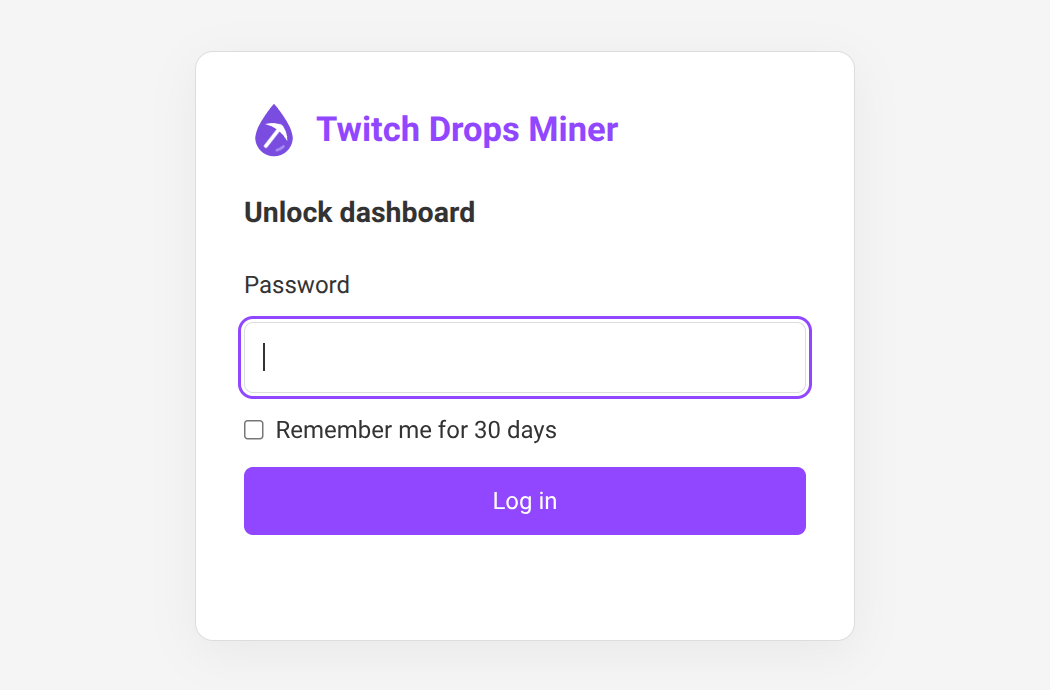 Twitch Drops Miner
Unlock dashboard
Password
Remember me for 30 days
Log in